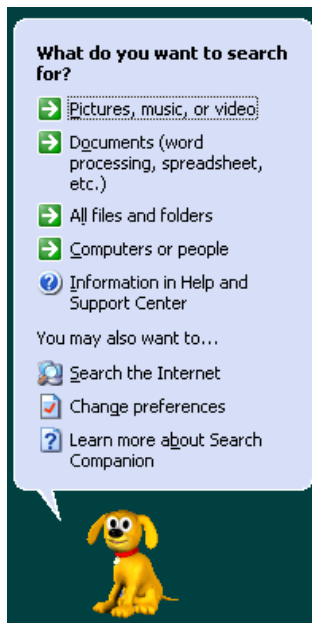 What do you want to search
for?
Pictures, music, or video
Documents (word
processing, spreadsheet,
etc.)
All files and folders
Computers or people
Information in Help and
Support Center
You may also want to...
Search the Internet
Change preferences
Learn more about Search
Companion